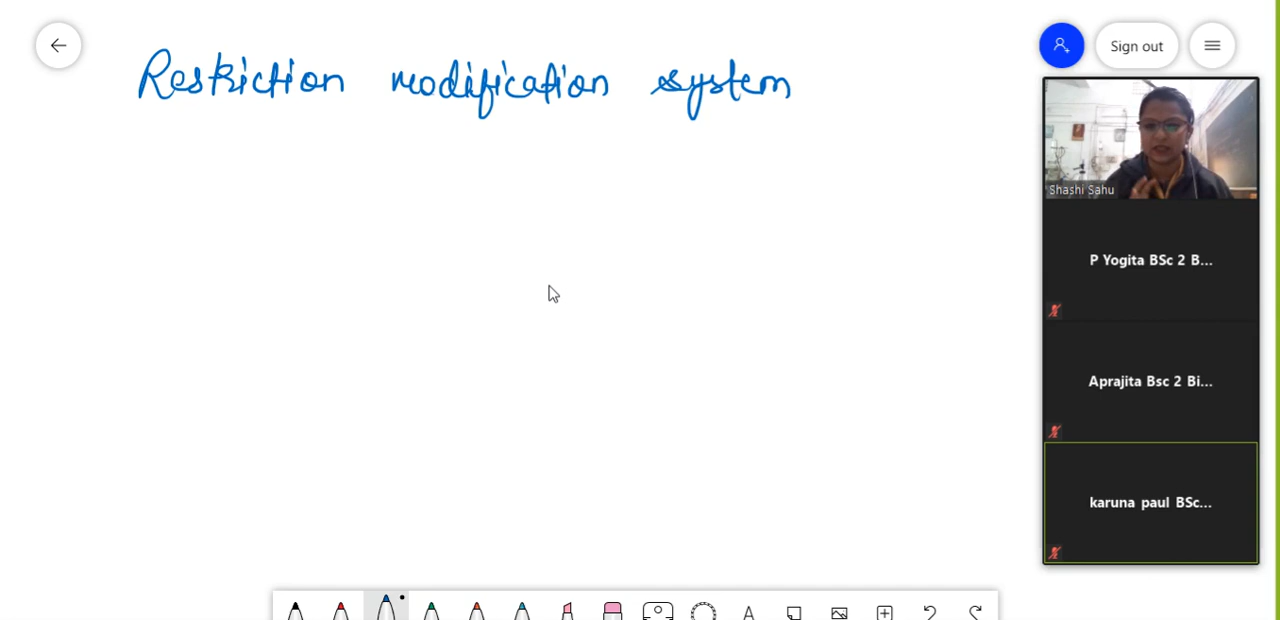 Restriction modification system
Sign out
Shashi Sahu
P Yogita BSc 2 B...
Aprajita Bsc 2 Bi...
karuna paul BSc...
A